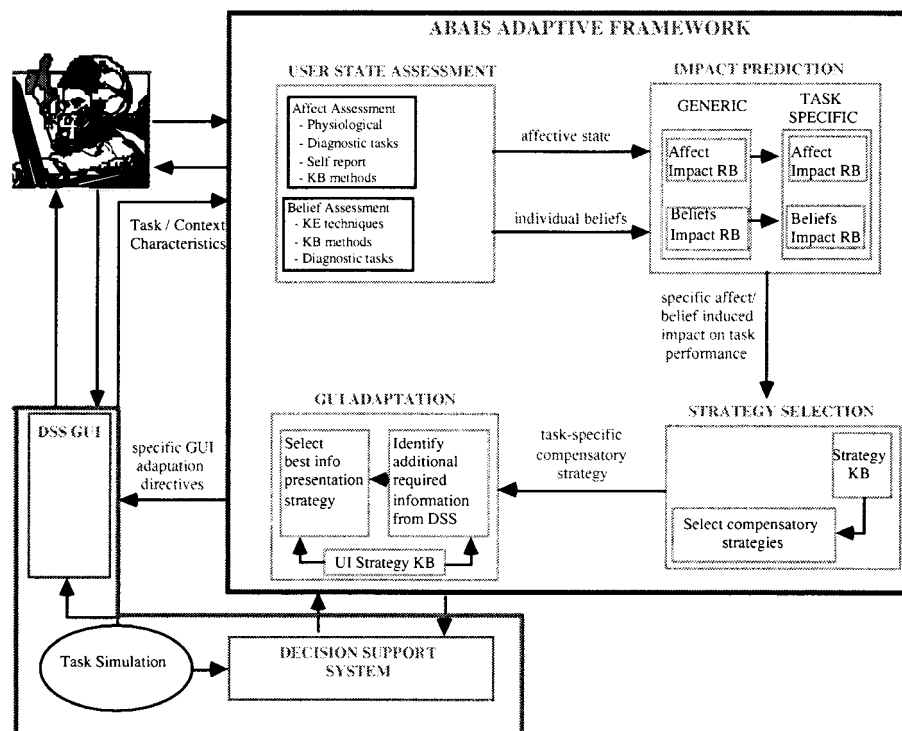 ABAIS ADAPTIVE FRAMEWORK
USER STATE ASSESSMENT
Affect Assessment
- Physiological
- Diagnostic tasks
- Self report
- KB methods
Belief Assessment
- KE techniques
- KB methods
- Diagnostic tasks
affective state
individual beliefs
IMPACT PREDICTION
GENERIC
TASK
SPECIFIC
Affect
Impact RB
Affect
Impact RB
Beliefs
Impact RB
Beliefs
Impact RB
Task / Context
Characteristics
specific affect/
belief induced
impact on task
performance
STRATEGY SELECTION
Strategy
KB
Select compensatory
strategies
task-specific
compensatory
strategy
GUI ADAPTATION
Select
best info
presentation
strategy
Identify
additional
required
information
from DSS
UI Strategy KB
specific GUI
adaptation
directives
DSS GUI
Task Simulation
DECISION SUPPORT
SYSTEM